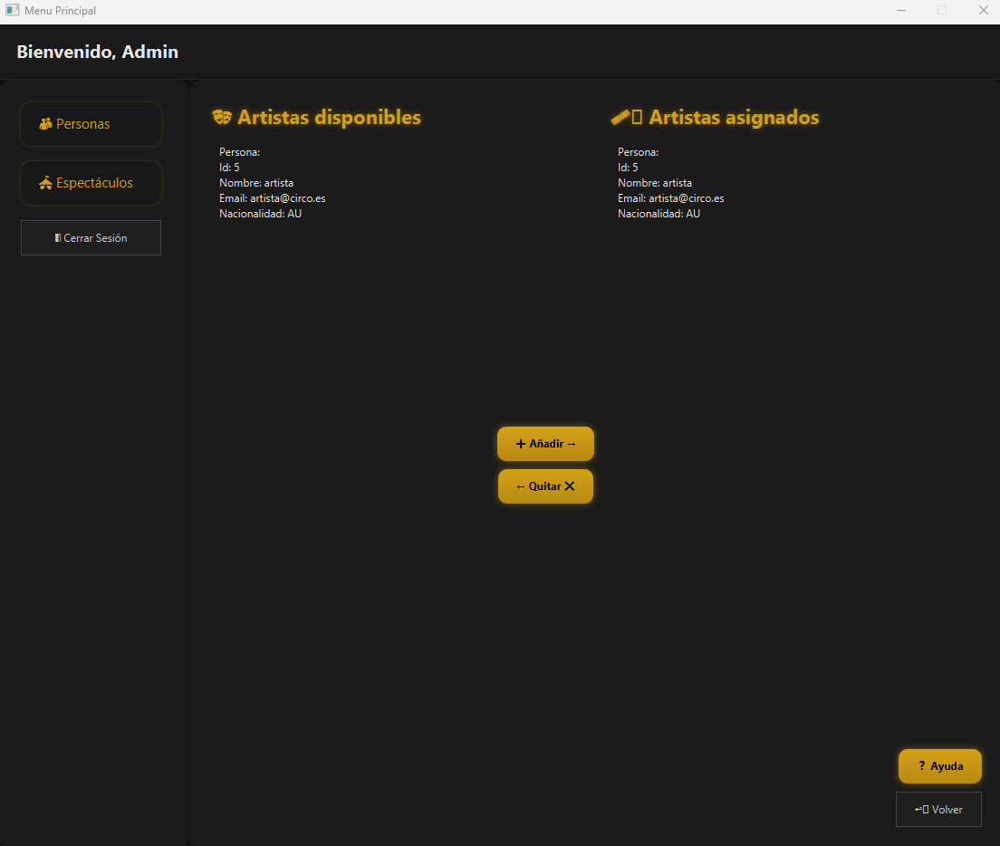 Menu Principal
Bienvenido, Admin
Personas
Espectáculos
Cerrar Sesión
Artistas disponibles
Persona:
Id: 5
Nombre: artista
Email: artista@circo.es
Nacionalidad: AU
Artistas asignados
Persona:
Id: 5
Nombre: artista
Email: artista@circo.es
Nacionalidad: AU
+ Añadir →
← Quitar ✕
? Ayuda
Volver